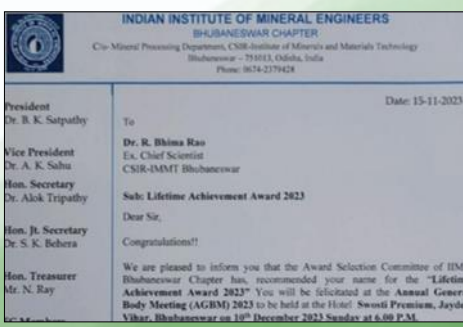 INDIAN INSTITUTE OF MINERAL ENGINEERS
BHUBANESWAR CHAPTER
C/o- Mineral Processing Department, CSIR-Institute of Minerals and Materials Technology
Bhubaneswar – 751013, Odisha, India
Phone: 0674-2379428
President
Dr. B. K. Satpathy
Vice President
Dr. A. K. Sahu
Hon. Secretary
Dr. Alok Tripathy
Hon. Jt. Secretary
Dr. S. K. Behera
Hon. Treasurer
Mr. N. Ray
EC Members
Date: 15-11-2023
To
Dr. R. Bhima Rao
Ex. Chief Scientist
CSIR-IMMT Bhubaneswar
Sub: Lifetime Achievement Award 2023
Dear Sir,
Congratulations!!
We are pleased to inform you that the Award Selection Committee of IIM
Bhubaneswar Chapter has, recommended your name for the "Lifetim
Achievement Award 2023" You will be felicitated at the Annual Gener
Body Meeting (AGBM) 2023 to be held at the Hotel Swosti Premium, Jayde
Vihar, Bhubaneswar on 10th December 2023 Sunday at 6.00 P.M.